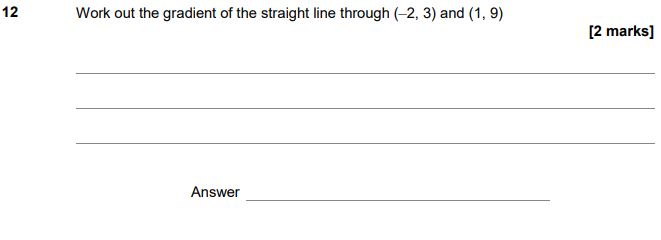 12 Work out the gradient of the straight line through (–2, 3) and (1, 9)
[2 marks]
Answer